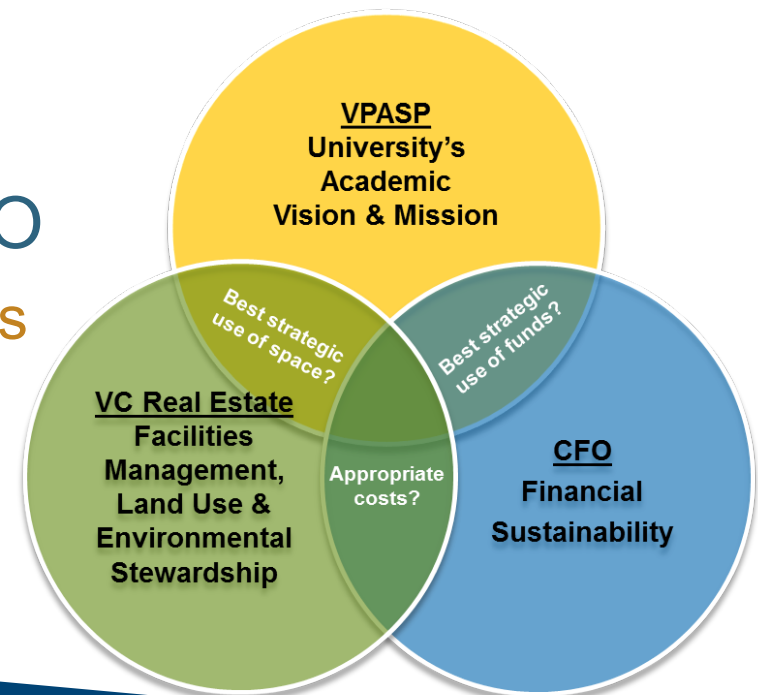 VPASP
University's
Academic
Vision & Mission
O
s
Best strategic
use of space?
Best strategic
use of funds?
VC Real Estate
Facilities
Management,
Land Use &
Environmental
Stewardship
Appropriate
costs?
CFO
Financial
Sustainability